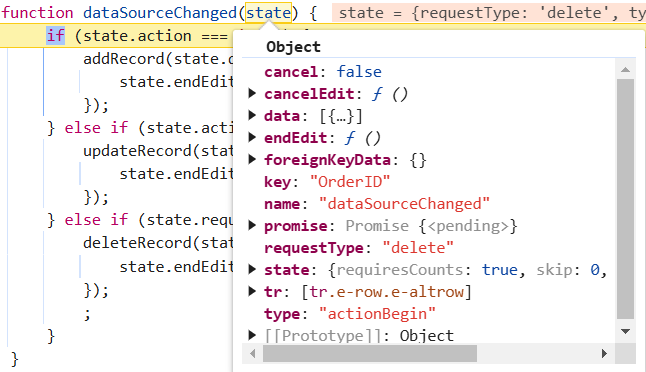 function dataSourceChanged(state) { state = {requestType: 'delete', ty
if (state.action ===
addRecord(state.
state.endEdit
});
} else if (state.acti
updateRecord(stat
state.endEdit
});
} else if (state.requ
deleteRecord(stat
state.endEdit
});
;
}
}
Object
cancel: false
cancelEdit: ƒ ()
data: [{…}]
endEdit: ƒ ()
foreignKeyData: {}
key: "OrderID"
name: "dataSourceChanged"
promise: Promise {<pending>}
requestType: "delete"
state: {requiresCounts: true, skip: 0,
tr: [tr.e-row.e-altrow]
type: "actionBegin"
[[Prototype]]: Object